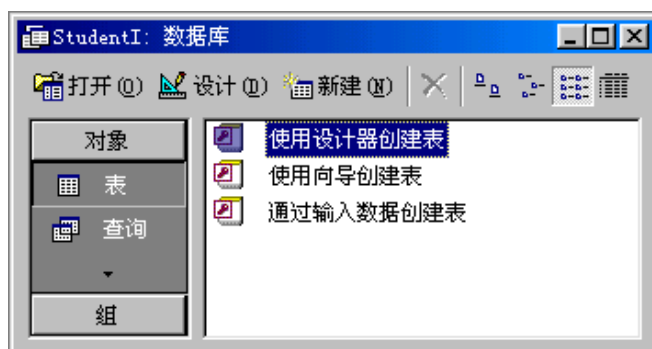 StudentI: 数据库
打开(O) 设计(D) 新建(N)
对象
表
查询
组
使用设计器创建表
使用向导创建表
通过输入数据创建表